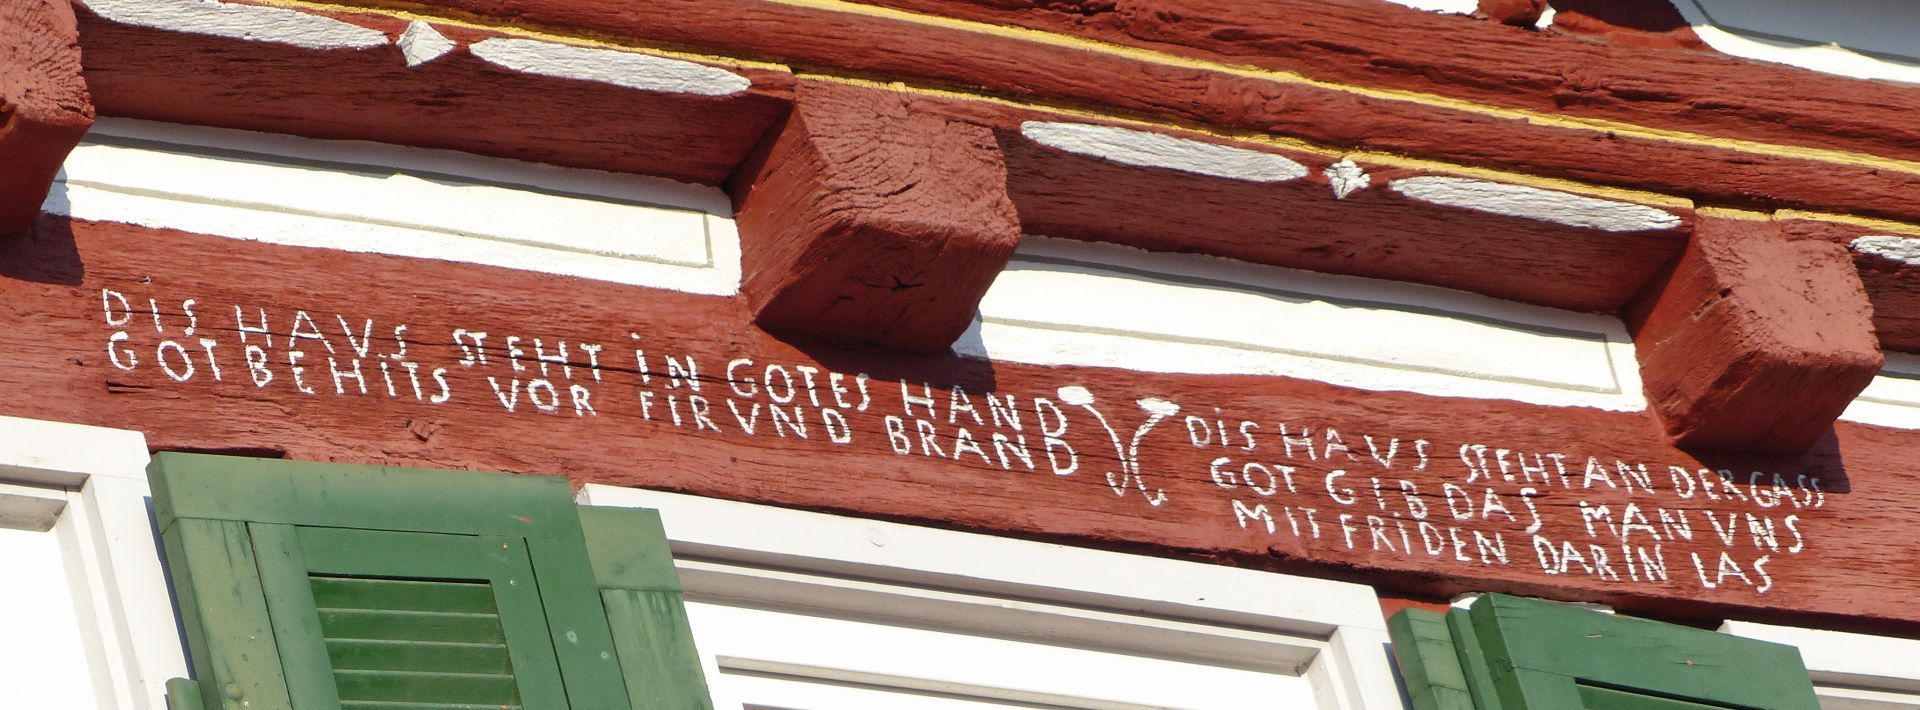 DIS HAVS STEHT IN GOTES HAND
GOT BEHITS VOR FIR VND BRAND
DIS HAVS STEHT AN DER GASS
GOT GIB DAS MAN VNS
MIT FRIDEN DARIN LAS